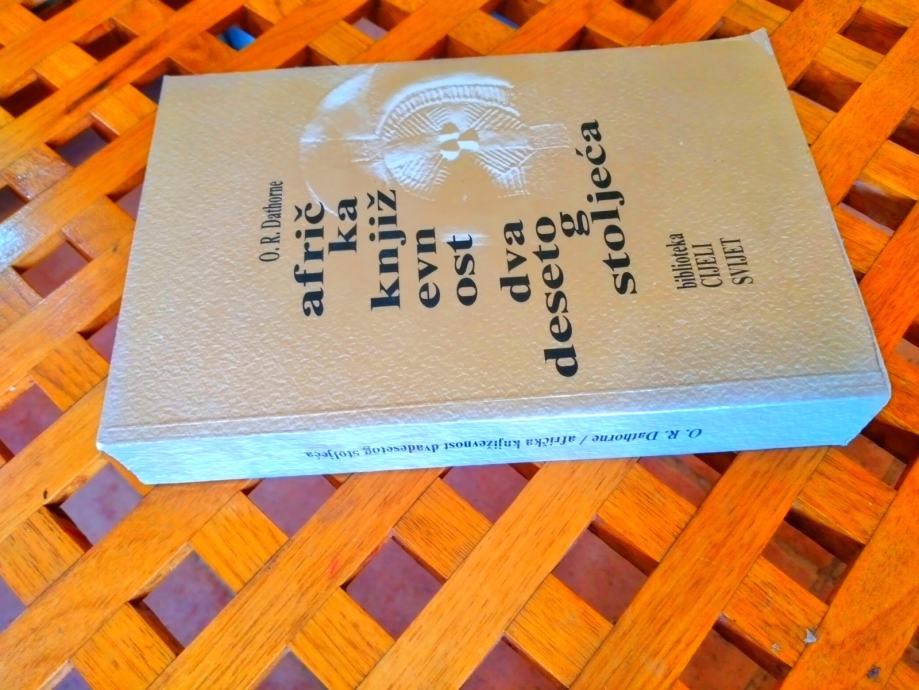 O. R. Dathorne
afrič
ka
knjiž
evn
ost
dva
deseto
g
stoljeća
biblioteka
CIJELI
SVIJET
O. R. Dathorne / afrička književnost dvadesetog stoljeća